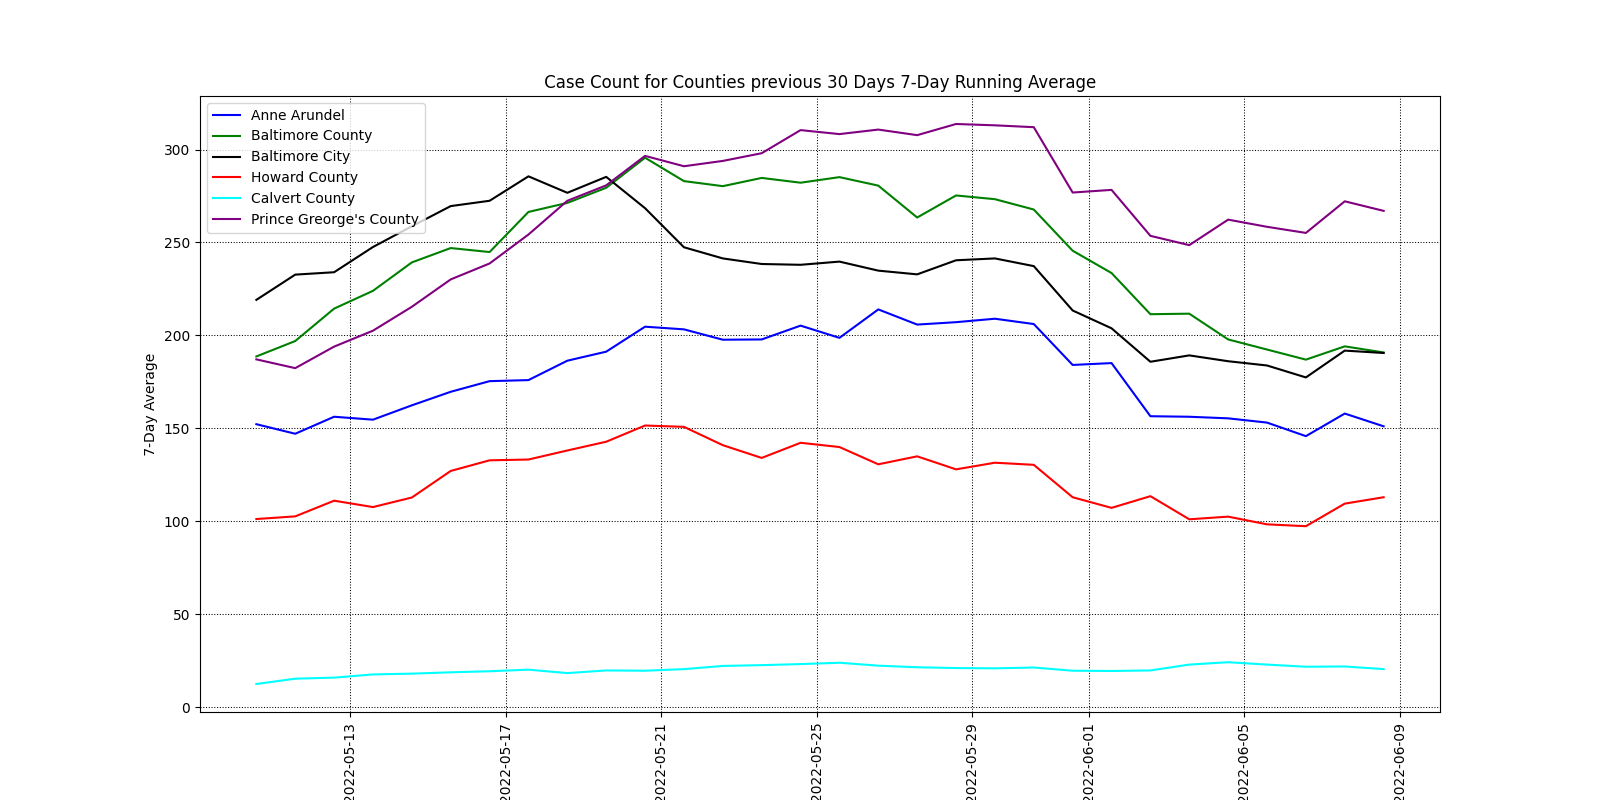 Case Count for Counties previous 30 Days 7-Day Running Average
Anne Arundel
Baltimore County
Baltimore City
Howard County
Calvert County
Prince Greorge's County
7-Day Average
300
250
200
150
100
50
0
2022-05-13
2022-05-17
2022-05-21
2022-05-25
2022-05-29
2022-06-01
2022-06-05
2022-06-09